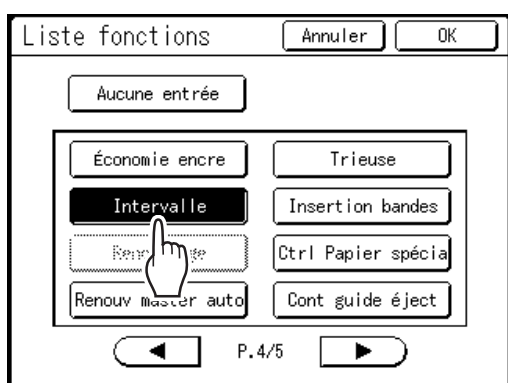 Liste fonctions Annuler OK
Aucune entrée
Économie encre Trieuse
Intervalle Insertion bandes
Ctrl Papier spécia
Renouv master auto Cont guide éject
P.4/5